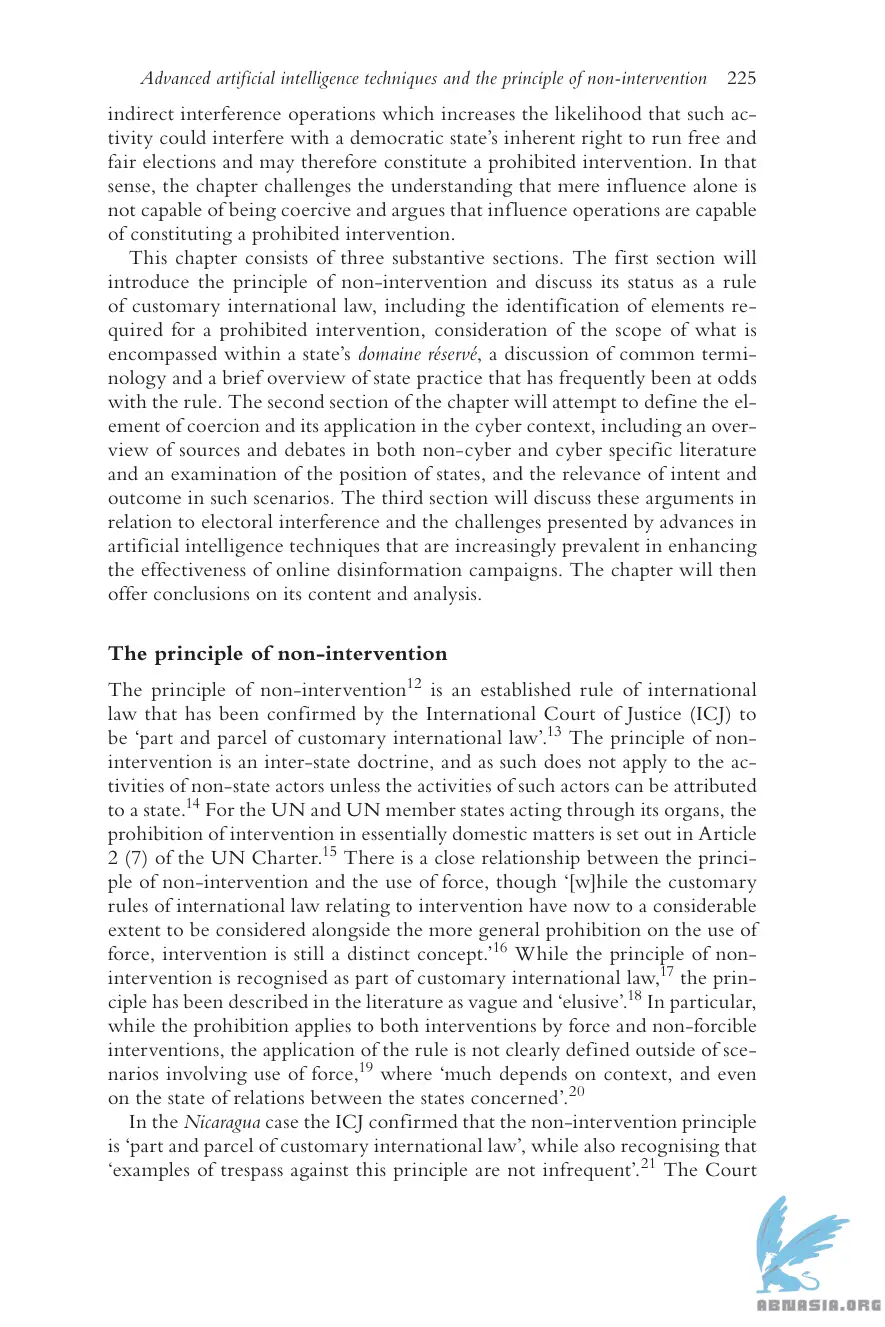 Advanced artificial intelligence techniques and the principle of non-intervention 225
indirect interference operations which increases the likelihood that such ac-
tivity could interfere with a democratic state's inherent right to run free and
fair elections and may therefore constitute a prohibited intervention. In that
sense, the chapter challenges the understanding that mere influence alone is
not capable of being coercive and argues that influence operations are capable
of constituting a prohibited intervention.
This chapter consists of three substantive sections. The first section will
introduce the principle of non-intervention and discuss its status as a rule
of customary international law, including the identification of elements re-
quired for a prohibited intervention, consideration of the scope of what is
encompassed within a state's domaine réservé, a discussion of common termi-
nology and a brief overview of state practice that has frequently been at odds
with the rule. The second section of the chapter will attempt to define the el-
ement of coercion and its application in the cyber context, including an over-
view of sources and debates in both non-cyber and cyber specific literature
and an examination of the position of states, and the relevance of intent and
outcome in such scenarios. The third section will discuss these arguments in
relation to electoral interference and the challenges presented by advances in
artificial intelligence techniques that are increasingly prevalent in enhancing
the effectiveness of online disinformation campaigns. The chapter will then
offer conclusions on its content and analysis.
The principle of non-intervention
The principle of non-intervention12 is an established rule of international
law that has been confirmed by the International Court of Justice (ICJ) to
be 'part and parcel of customary international law'.13 The principle of non-
intervention is an inter-state doctrine, and as such does not apply to the ac-
tivities of non-state actors unless the activities of such actors can be attributed
to a state.14 For the UN and UN member states acting through its organs, the
prohibition of intervention in essentially domestic matters is set out in Article
2 (7) of the UN Charter.15 There is a close relationship between the princi-
ple of non-intervention and the use of force, though '[w]hile the customary
rules of international law relating to intervention have now to a considerable
extent to be considered alongside the more general prohibition on the use of
force, intervention is still a distinct concept.'16 While the principle of non-
intervention is recognised as part of customary international law,17 the prin-
ciple has been described in the literature as vague and 'elusive'.18 In particular,
while the prohibition applies to both interventions by force and non-forcible
interventions, the application of the rule is not clearly defined outside of sce-
narios involving use of force,19 where 'much depends on context, and even
on the state of relations between the states concerned'.20
In the Nicaragua case the ICJ confirmed that the non-intervention principle
is 'part and parcel of customary international law', while also recognising that
'examples of trespass against this principle are not infrequent'.21 The Court
ABNASIA.ORG